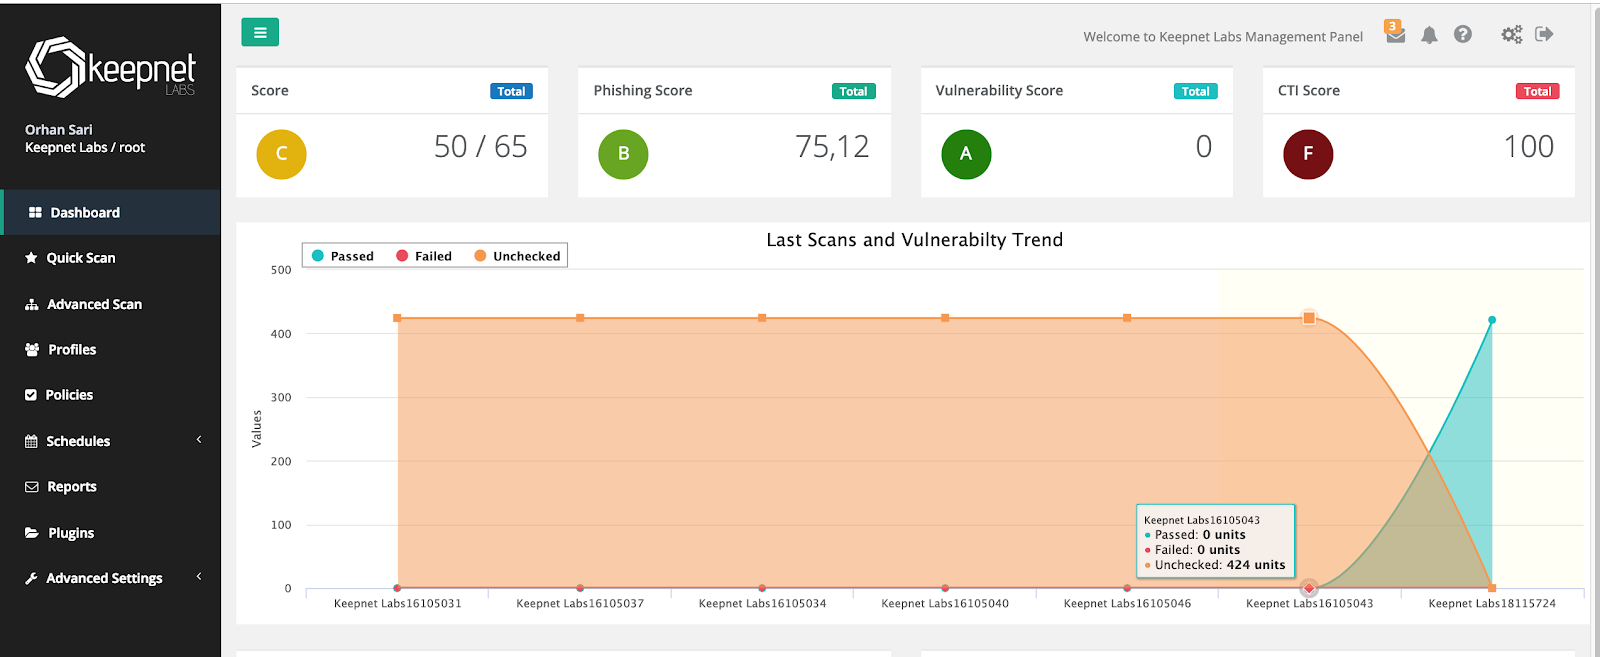 keepnet
LABS
Orhan Sari
Keepnet Labs / root
Dashboard
Quick Scan
Advanced Scan
Profiles
Policies
Schedules
Reports
Plugins
Advanced Settings
Welcome to Keepnet Labs Management Panel
3
Score Total
C 50 / 65
Phishing Score Total
B 75,12
Vulnerability Score Total
A 0
CTI Score Total
F 100
Last Scans and Vulnerabilty Trend
Passed Failed Unchecked
500
400
300
200
100
0
Values
Keepnet Labs16105043
Passed: 0 units
Failed: 0 units
Unchecked: 424 units
Keepnet Labs16105031 Keepnet Labs16105037 Keepnet Labs16105034 Keepnet Labs16105040 Keepnet Labs16105046 Keepnet Labs16105043 Keepnet Labs18115724